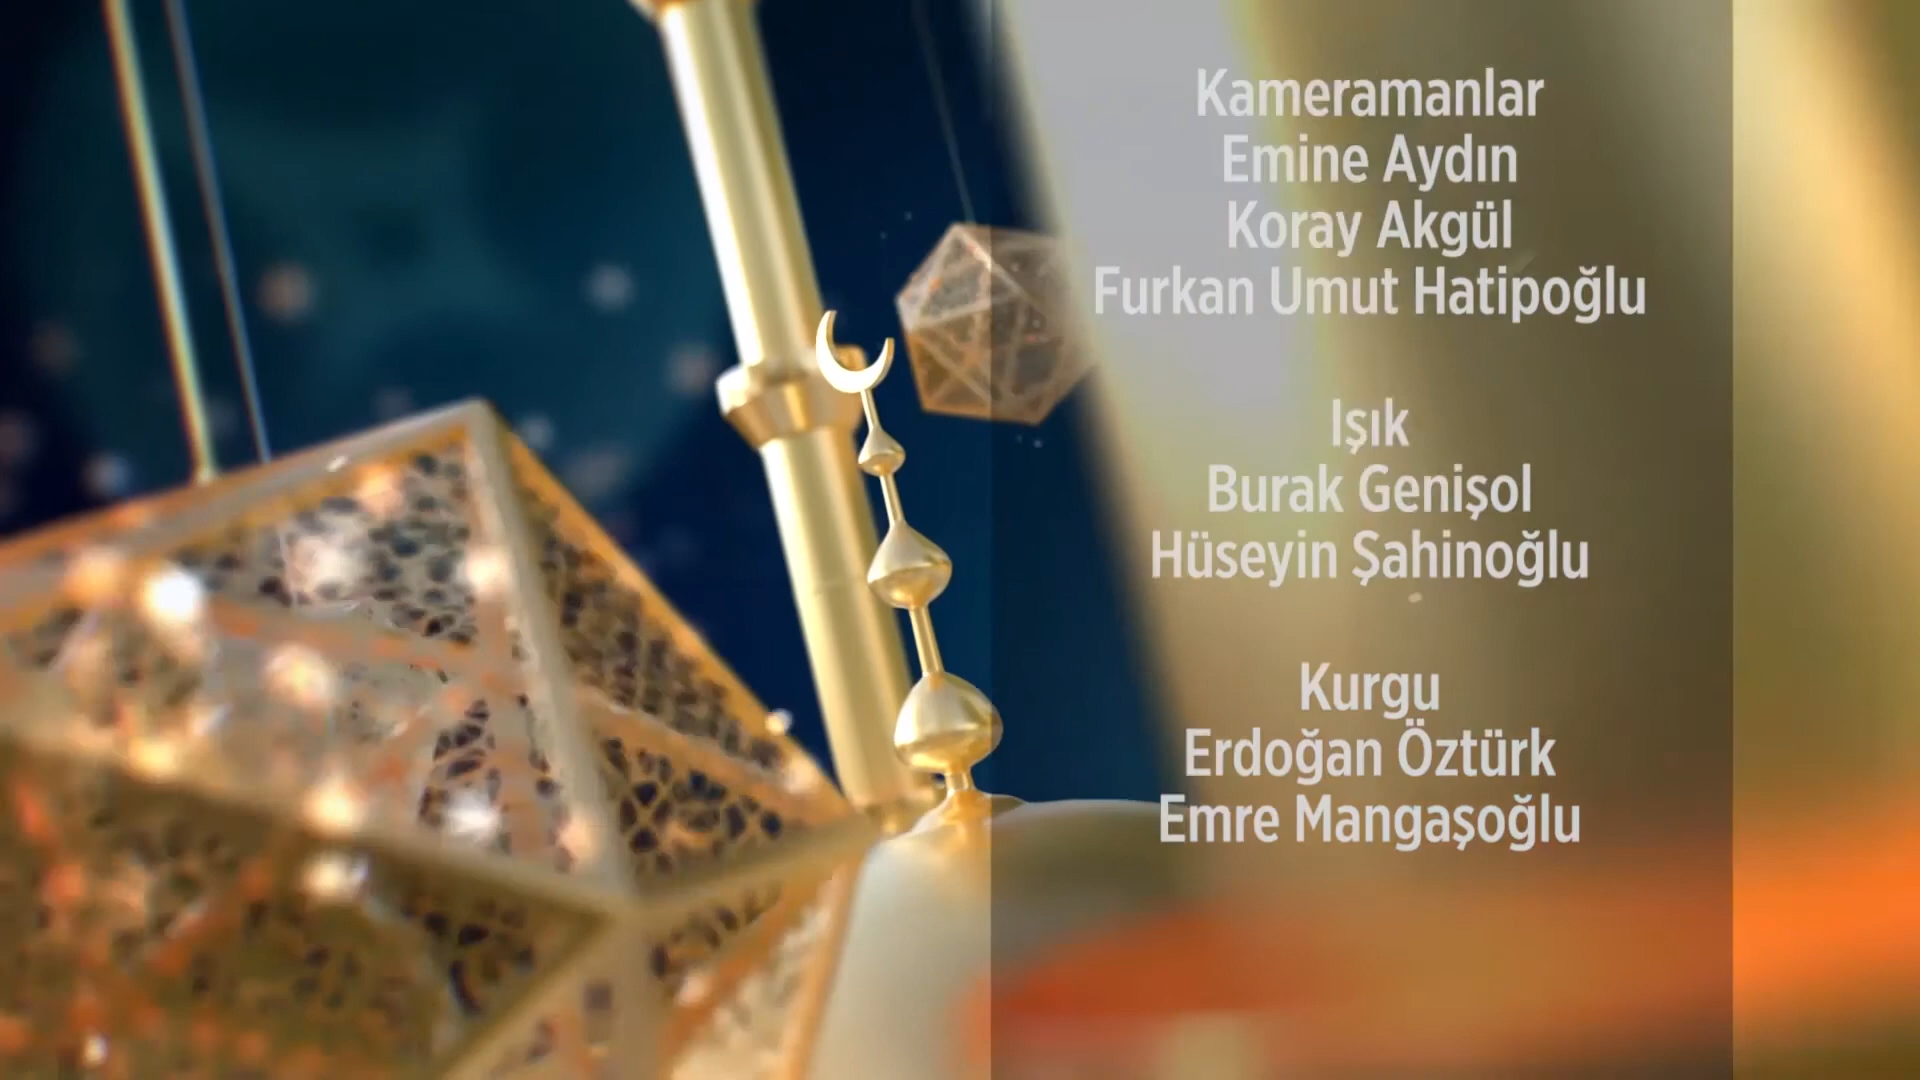 Kameramanlar
Emine Aydın
Koray Akgül
Furkan Umut Hatipoğlu
Işık
Burak Genişol
Hüseyin Şahinoğlu
Kurgu
Erdoğan Öztürk
Emre Mangaşoğlu